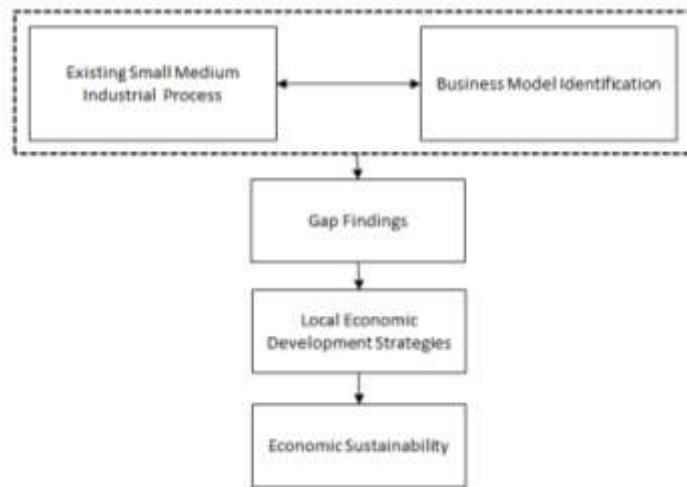 Existing Small Medium
Industrial Process
Business Model Identification
Gap Findings
Local Economic
Development Strategies
Economic Sustainability